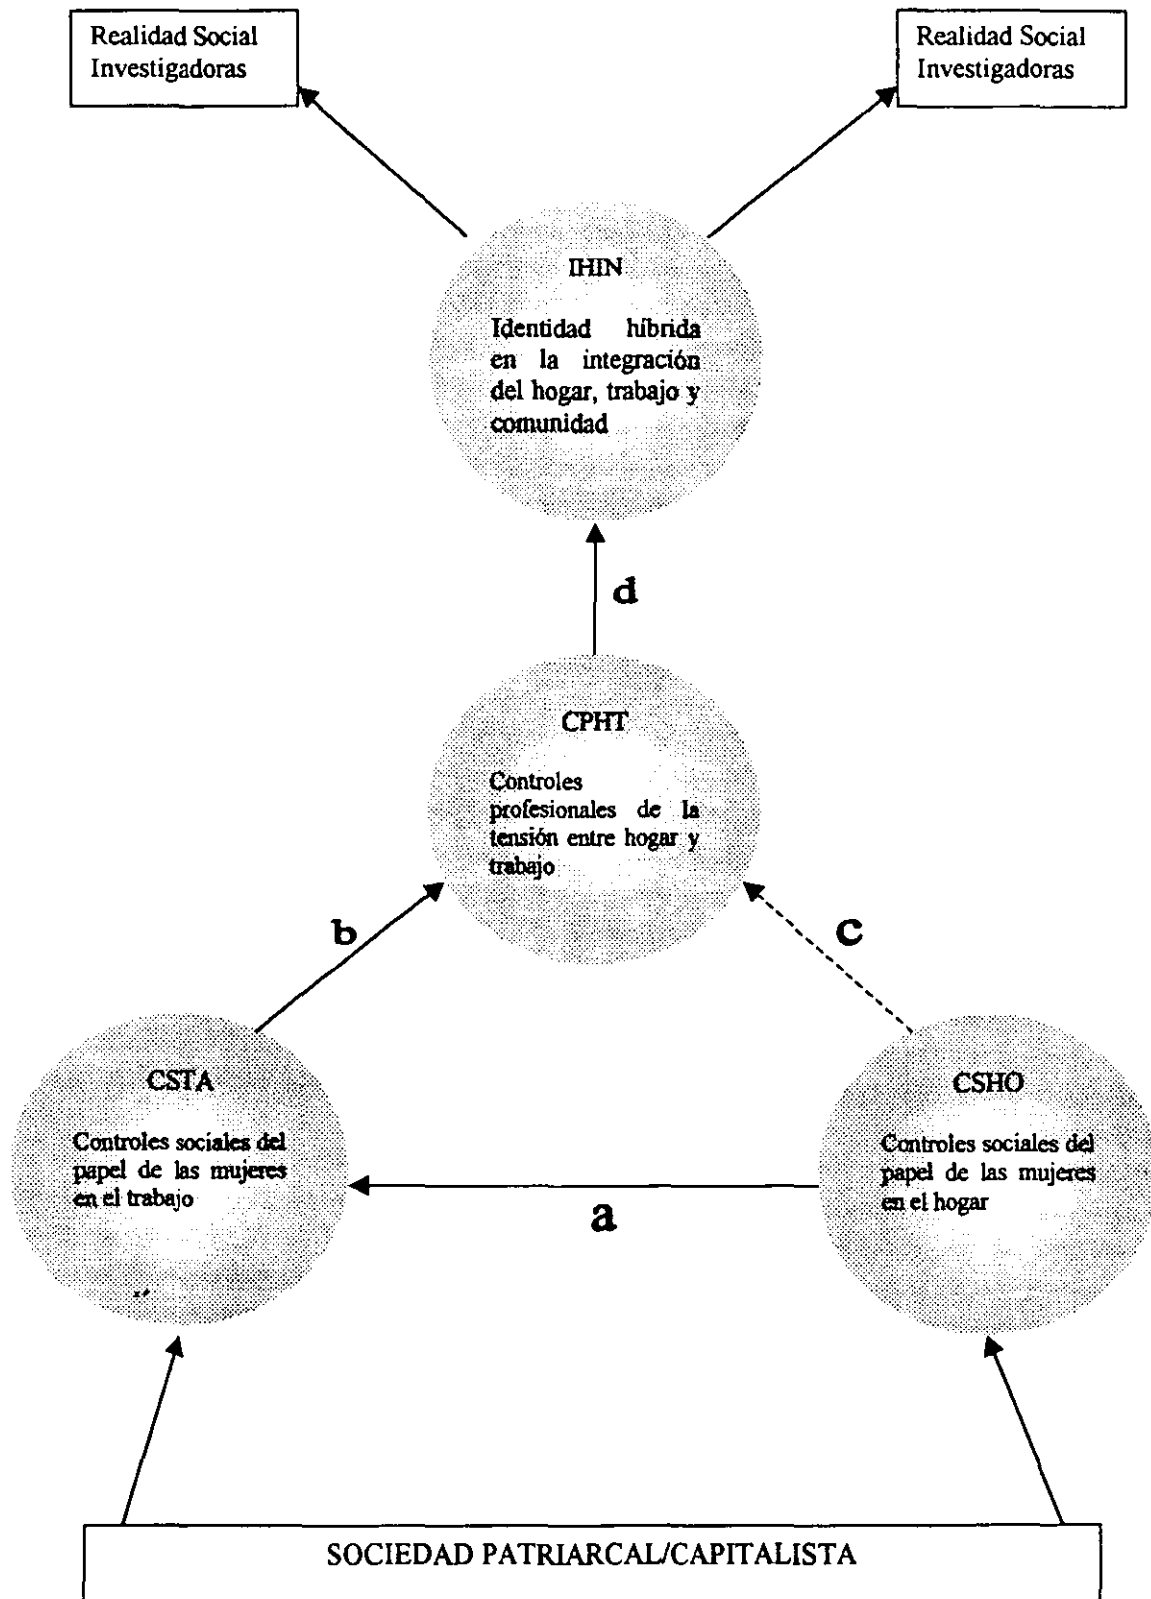 Realidad Social
Investigadoras
Realidad Social
Investigadoras
IHIN
Identidad híbrida
en la integración
del hogar, trabajo y
comunidad
d
CPHT
Controles
profesionales de la
tensión entre hogar y
trabajo
b
c
CSTA
Controles sociales del
papel de las mujeres
en el trabajo
CSHO
Controles sociales del
papel de las mujeres
en el hogar
a
SOCIEDAD PATRIARCAL/CAPITALISTA